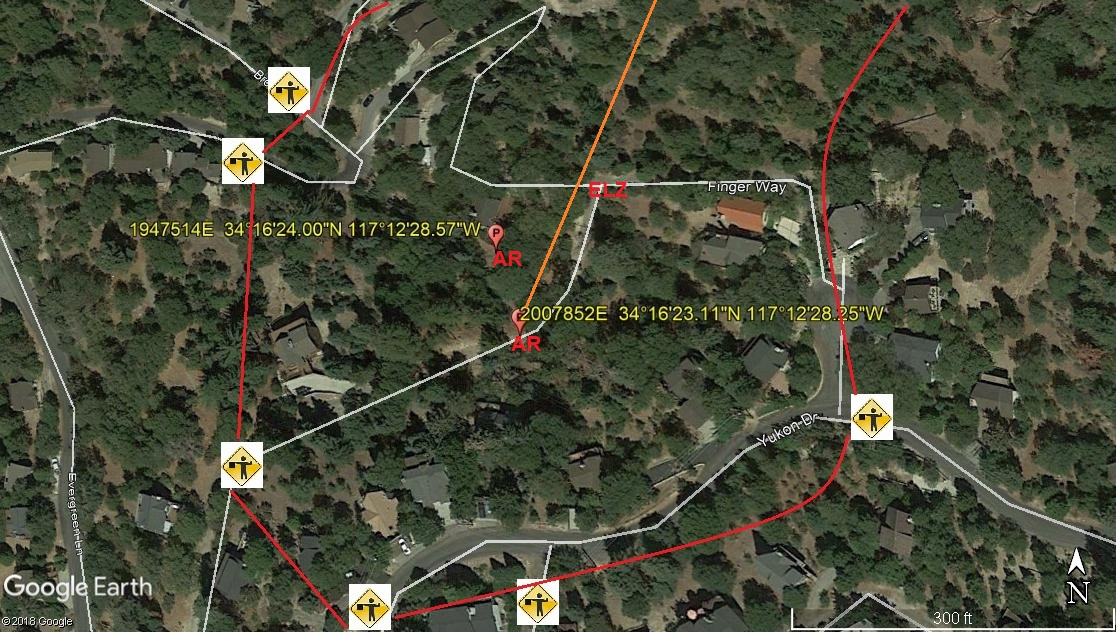 Finger Way
ELZ
1947514E 34°16'24.00"N 117°12'28.57"W
P
AR
2007852E 34°16'23.11"N 117°12'28.25"W
AR
Yukon Dr
Evergreen Ln
Google Earth
©2018 Google
N
300 ft